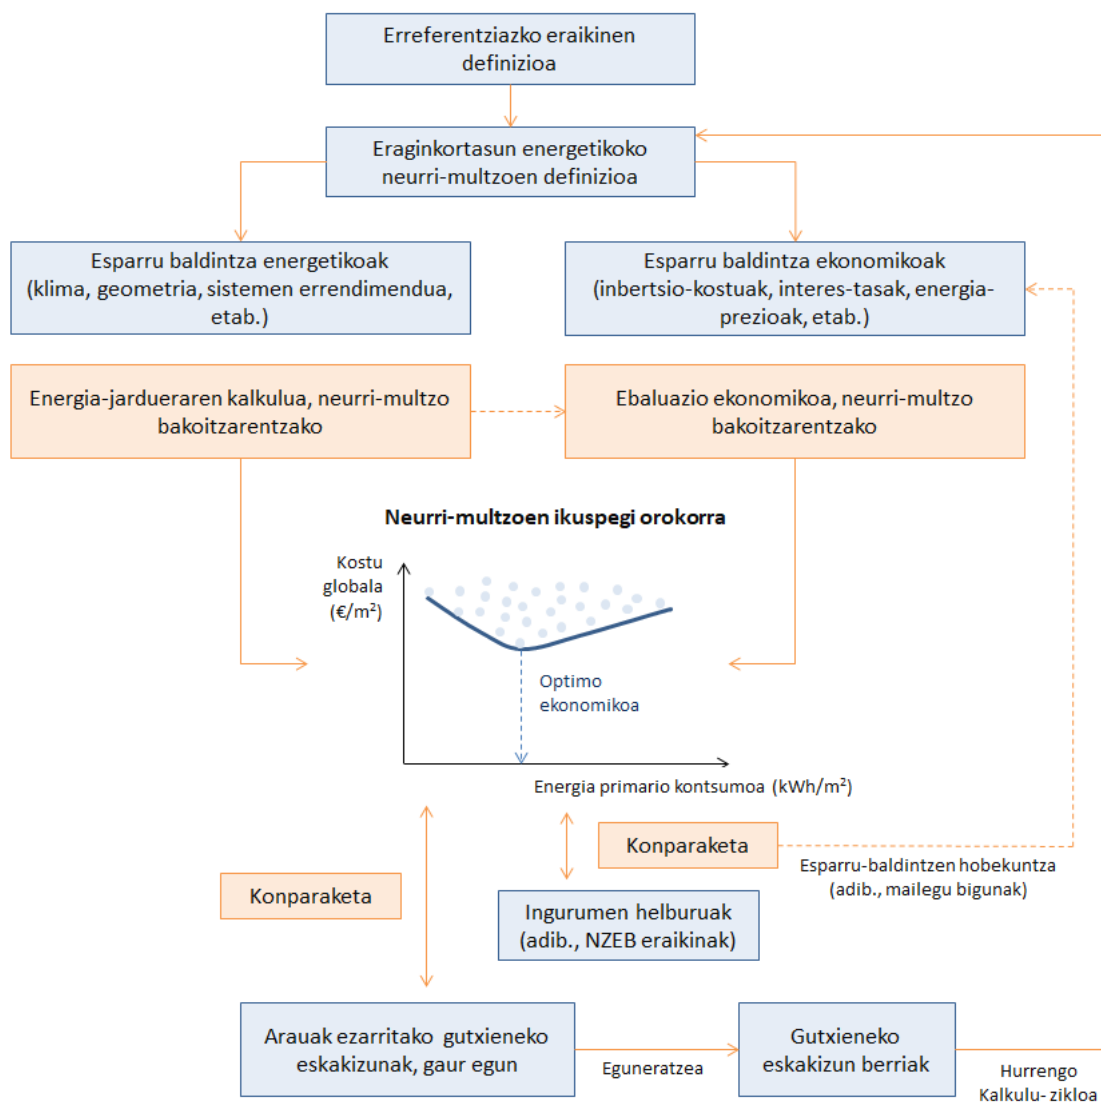 Erreferentziazko eraikinen
definizioa
Eraginkortasun energetikoko
neurri-multzoen definizioa
Esparru baldintza energetikoak
(klima, geometria, sistemen errendimendua,
etab.)
Esparru baldintza ekonomikoak
(inbertsio-kostuak, interes-tasak, energia-
prezioak, etab.)
Energia-jardueraren kalkulua, neurri-multzo
bakoitzarentzako
Ebaluazio ekonomikoa, neurri-multzo
bakoitzarentzako
Neurri-multzoen ikuspegi orokorra
Kostu
globala
(€/m²)
Optimo
ekonomikoa
Energia primario kontsumoa (kWh/m²)
Konparaketa
Esparru-baldintzen hobekuntza
(adib., mailegu bigunak)
Konparaketa
Ingurumen helburuak
(adib., NZEB eraikinak)
Arauak ezarritako gutxieneko
eskakizunak, gaur egun
Eguneratzea
Gutxieneko
eskakizun berriak
Hurrengo
Kalkulu- zikloa